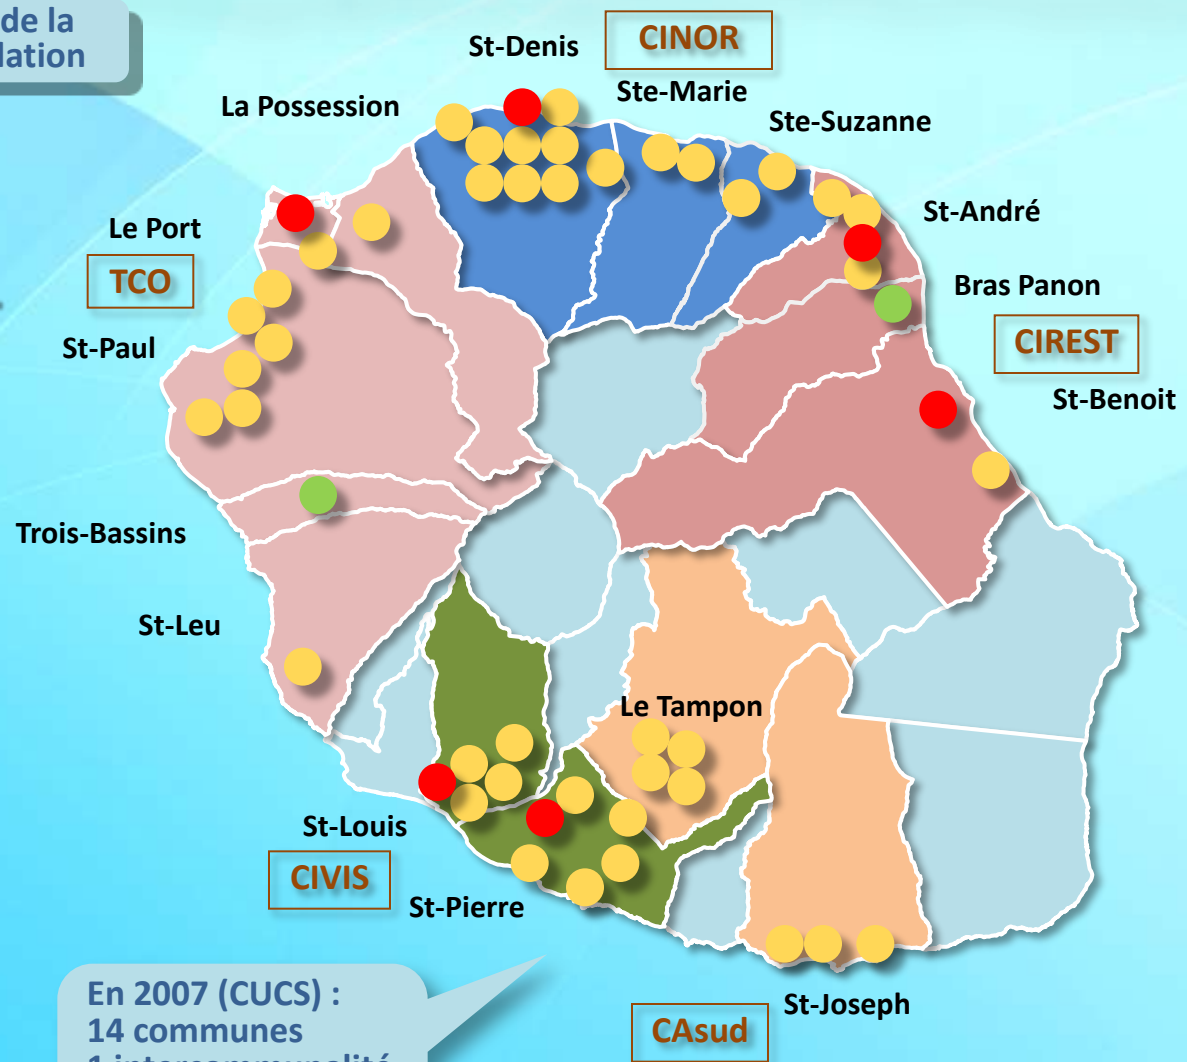 de la
lation
St-Denis
CINOR
La Possession
Ste-Marie
Ste-Suzanne
Le Port
St-André
TCO
Bras Panon
St-Paul
CIREST
St-Benoit
Trois-Bassins
St-Leu
Le Tampon
St-Louis
CIVIS
St-Pierre
En 2007 (CUCS) :
14 communes
1 intercommunalité
St-Joseph
CAsud